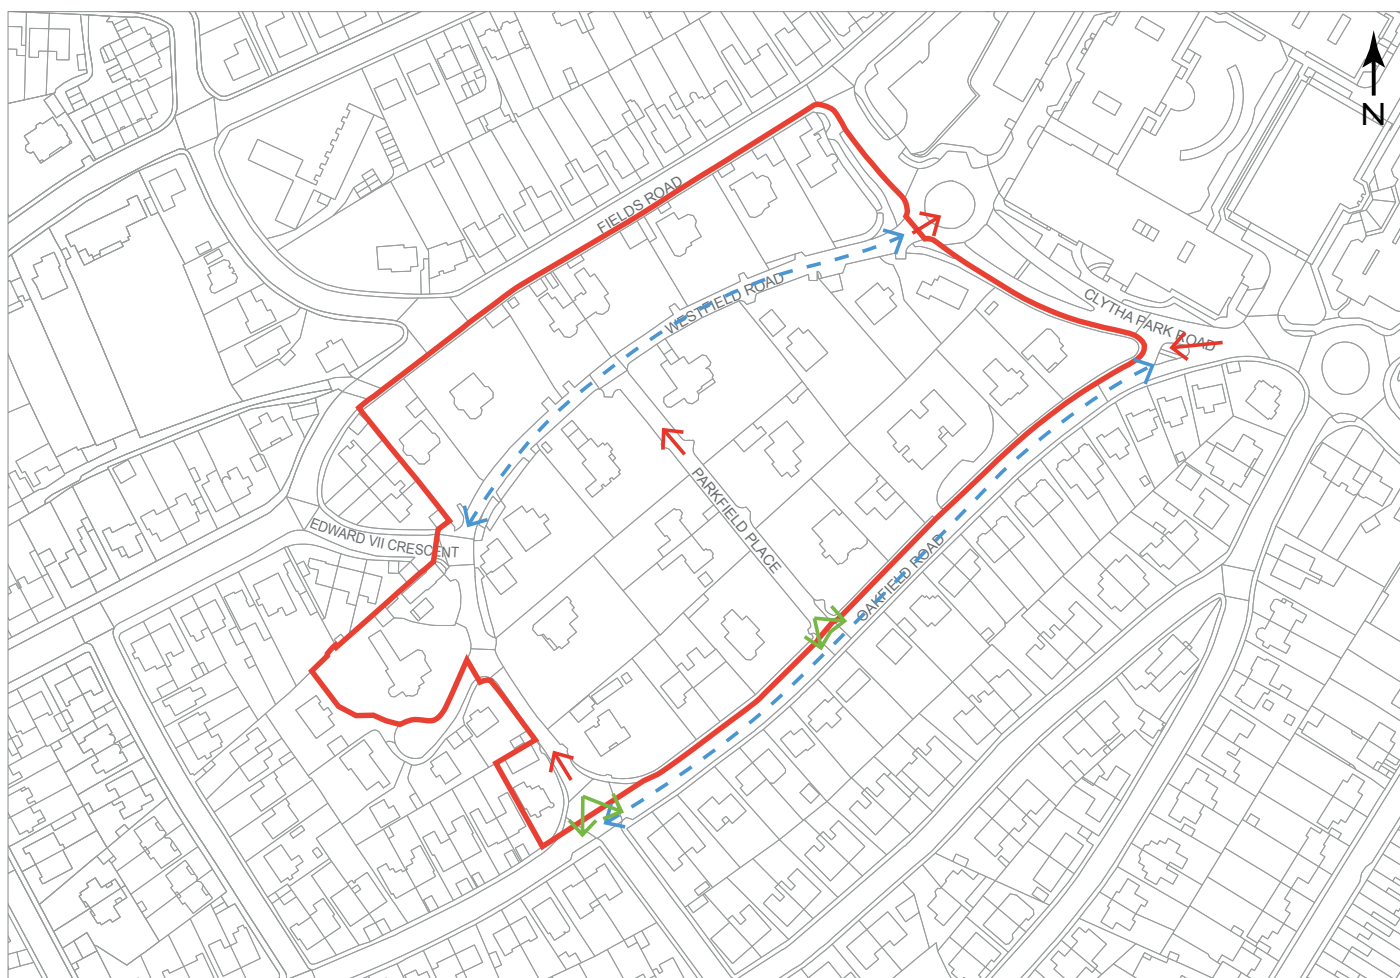 N
FIELDS ROAD
WESTFIELD ROAD
CLYTHA PARK ROAD
PARKFIELD PLACE
EDWARD VII CRESCENT
OAKFIELD ROAD